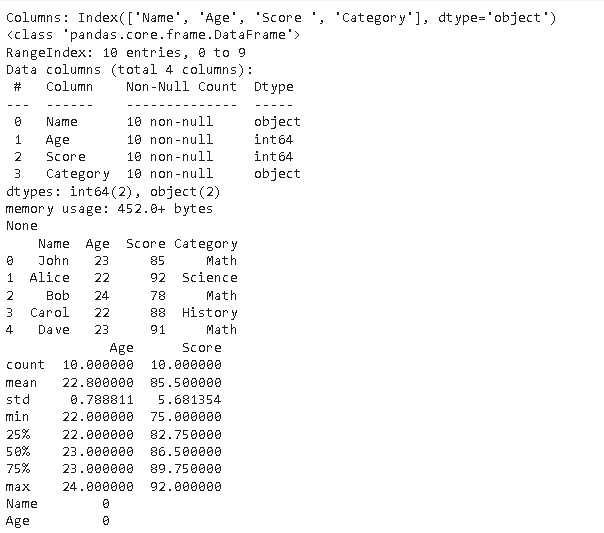 Columns: Index(['Name', 'Age', 'Score ', 'Category'], dtype='object')
<class 'pandas.core.frame.DataFrame'>
RangeIndex: 10 entries, 0 to 9
Data columns (total 4 columns):
 #   Column    Non-Null Count  Dtype
---  ------    --------------  -----
 0   Name      10 non-null     object
 1   Age       10 non-null     int64
 2   Score     10 non-null     int64
 3   Category  10 non-null     object
dtypes: int64(2), object(2)
memory usage: 452.0+ bytes
None
    Name  Age  Score Category
0   John   23     85     Math
1  Alice   22     92  Science
2    Bob   24     78     Math
3  Carol   22     88  History
4   Dave   23     91     Math
             Age      Score
count  10.000000  10.000000
mean   22.800000  85.500000
std     0.788811   5.681354
min    22.000000  75.000000
25%    22.000000  82.750000
50%    23.000000  86.500000
75%    23.000000  89.750000
max    24.000000  92.000000
Name        0
Age         0